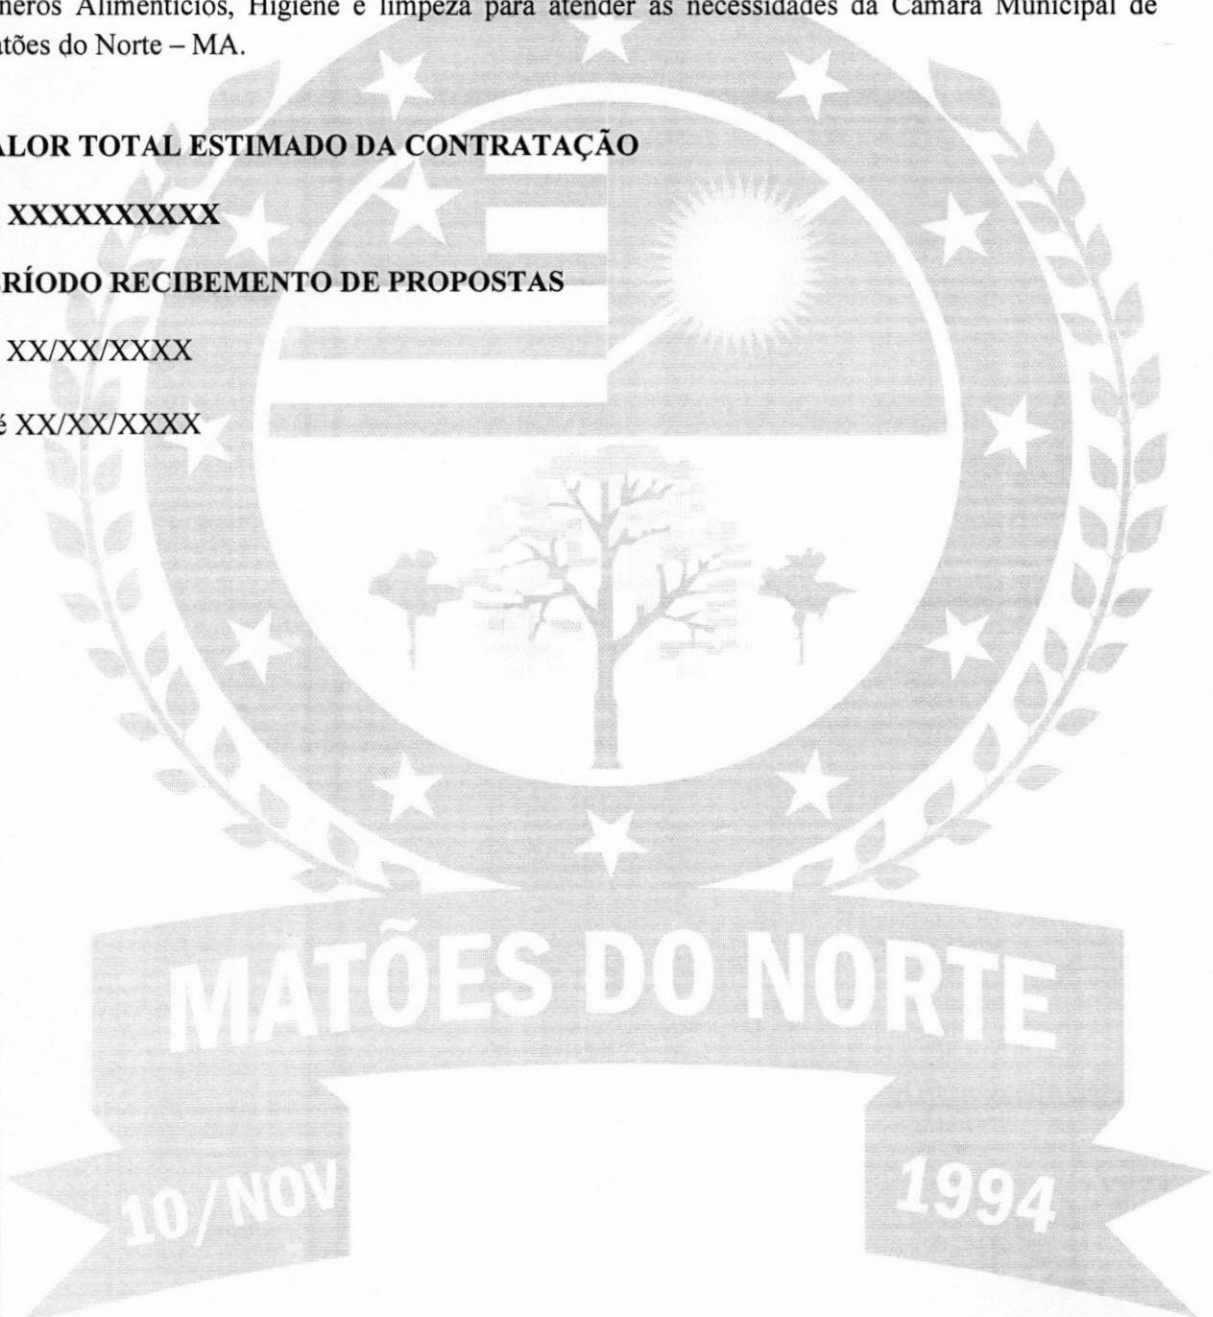 neros Alimentícios, Higiene e limpeza para atender as necessidades da Câmara Municipal de
tões do Norte – MA.
ALOR TOTAL ESTIMADO DA CONTRATAÇÃO
XXXXXXXXXX
RÍODO RECIBEMENTO DE PROPOSTAS
XX/XX/XXXX
é XX/XX/XXXX
MATÕES DO NORTE
10/NOV
1994